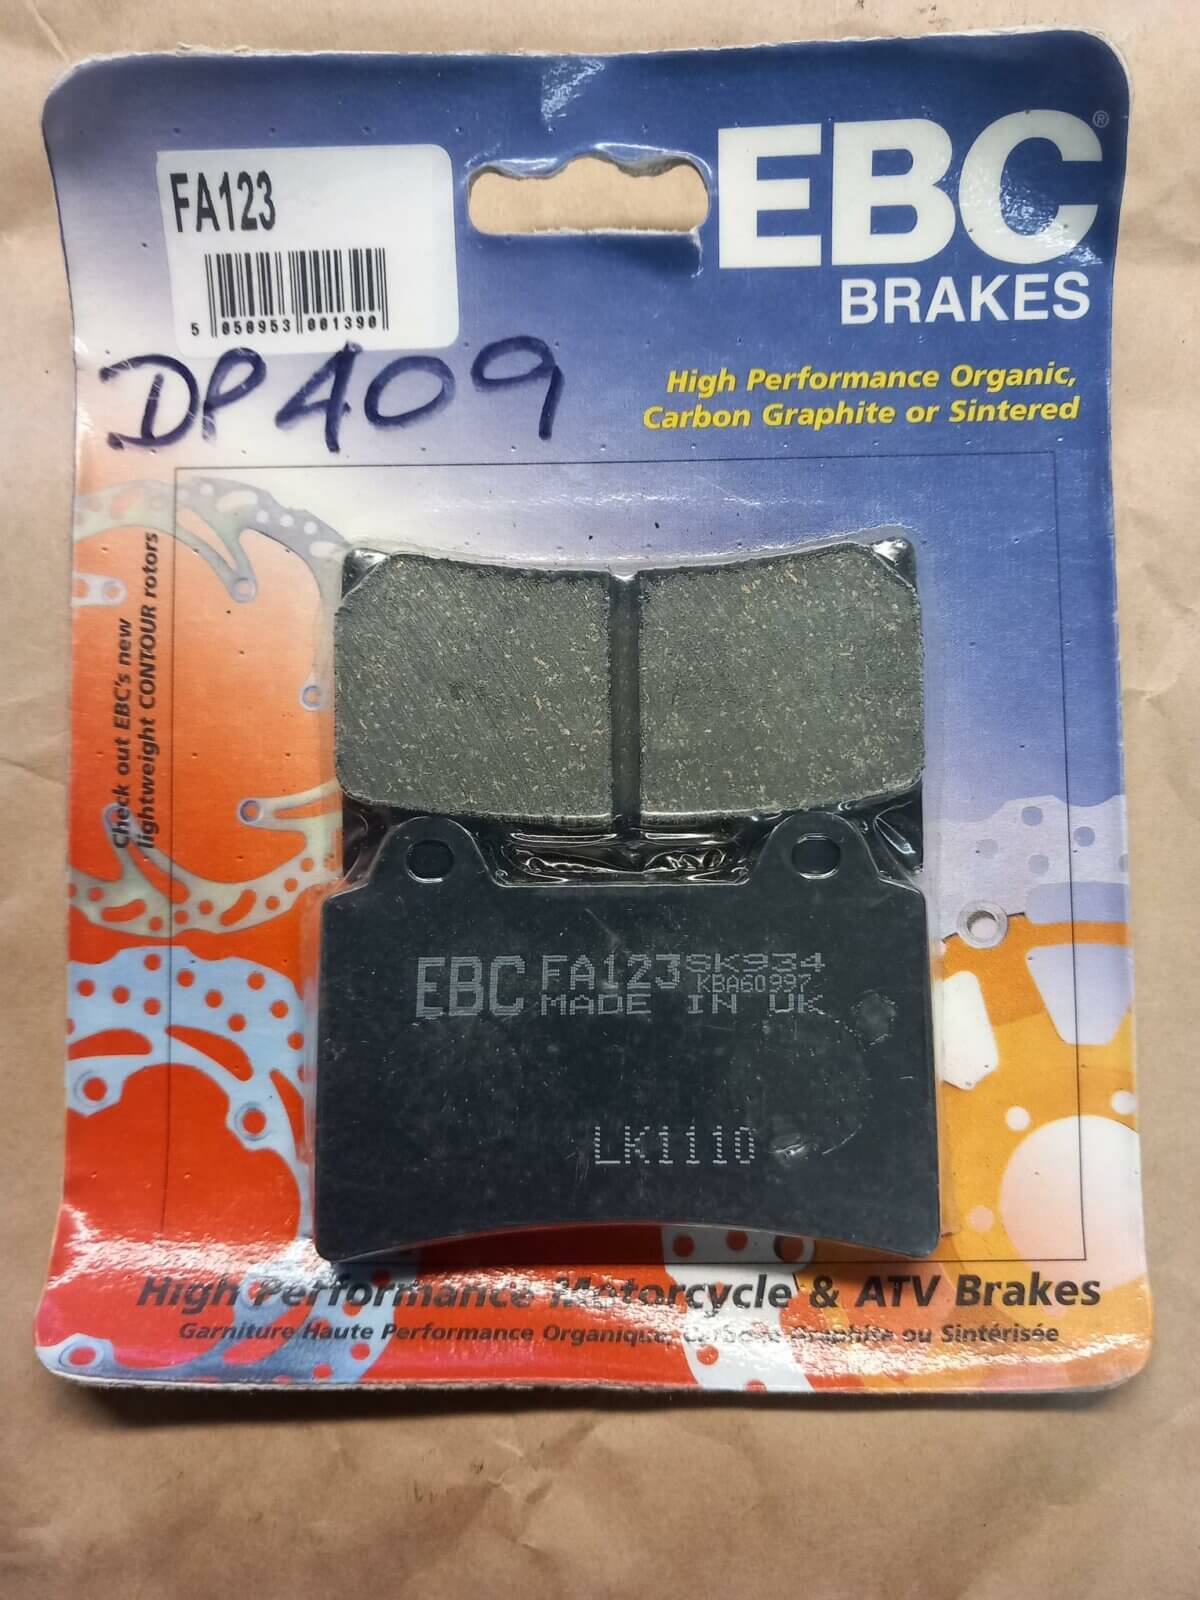 FA123
5 050953 001390
EBC®
BRAKES
DP409
High Performance Organic,
Carbon Graphite or Sintered
Check out EBC's new
lightweight CONTOUR rotors
EBC FA123 SK934
KBA60997
MADE IN UK
LK1110
High Performance Motorcycle & ATV Brakes
Garniture Haute Performance Organique, Carbone Graphite ou Sintérisée